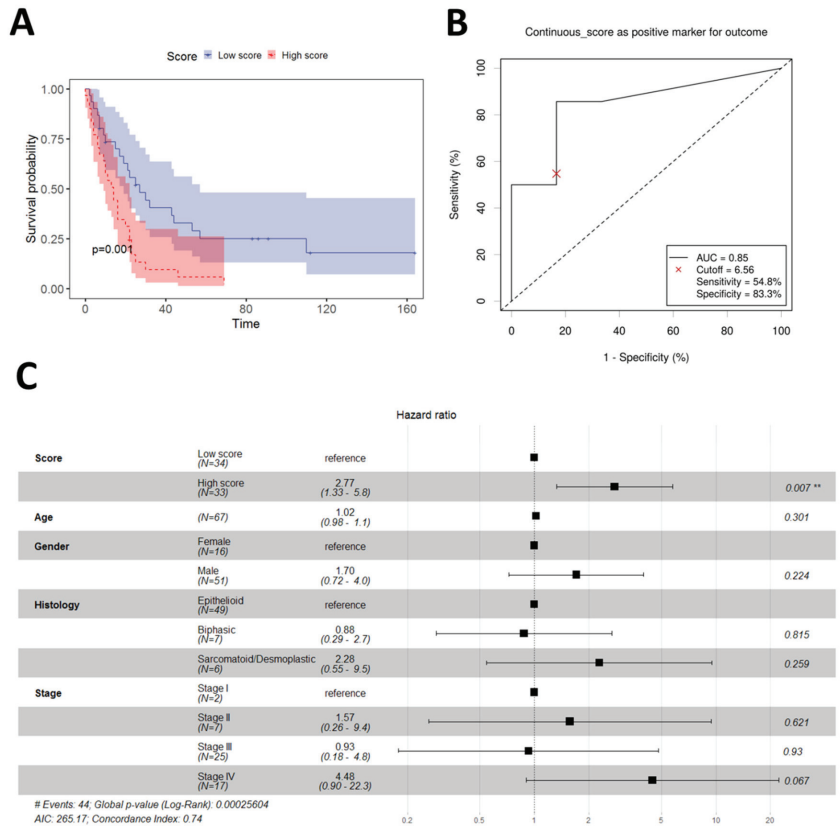 A
Score Low score High score
1.00
0.75
0.50
0.25
0.00
Survival probability
p=0.001
0 40 80 120 160
Time
B
Continuous_score as positive marker for outcome
100
80
60
40
20
0
Sensitivity (%)
AUC = 0.85
Cutoff = 6.56
Sensitivity = 54.8%
Specificity = 83.3%
0 20 40 60 80 100
1 - Specificity (%)
C
Hazard ratio
Score Low score reference
(N=34)
High score 2.77 0.007 **
(N=33) (1.33 - 5.8)
Age (N=67) 1.02 0.301
(0.98 - 1.1)
Gender Female reference
(N=16)
Male 1.70 0.224
(N=51) (0.72 - 4.0)
Histology Epithelioid reference
(N=49)
Biphasic 0.88 0.815
(N=7) (0.29 - 2.7)
Sarcomatoid/Desmoplastic 2.28 0.259
(N=6) (0.55 - 9.5)
Stage Stage I reference
(N=2)
Stage II 1.57 0.621
(N=7) (0.26 - 9.4)
Stage III 0.93 0.93
(N=25) (0.18 - 4.8)
Stage IV 4.48 0.067
(N=17) (0.90 - 22.3)
# Events: 44; Global p-value (Log-Rank): 0.00025604
AIC: 265.17; Concordance Index: 0.74
0.2 0.5 1 2 5 10 20